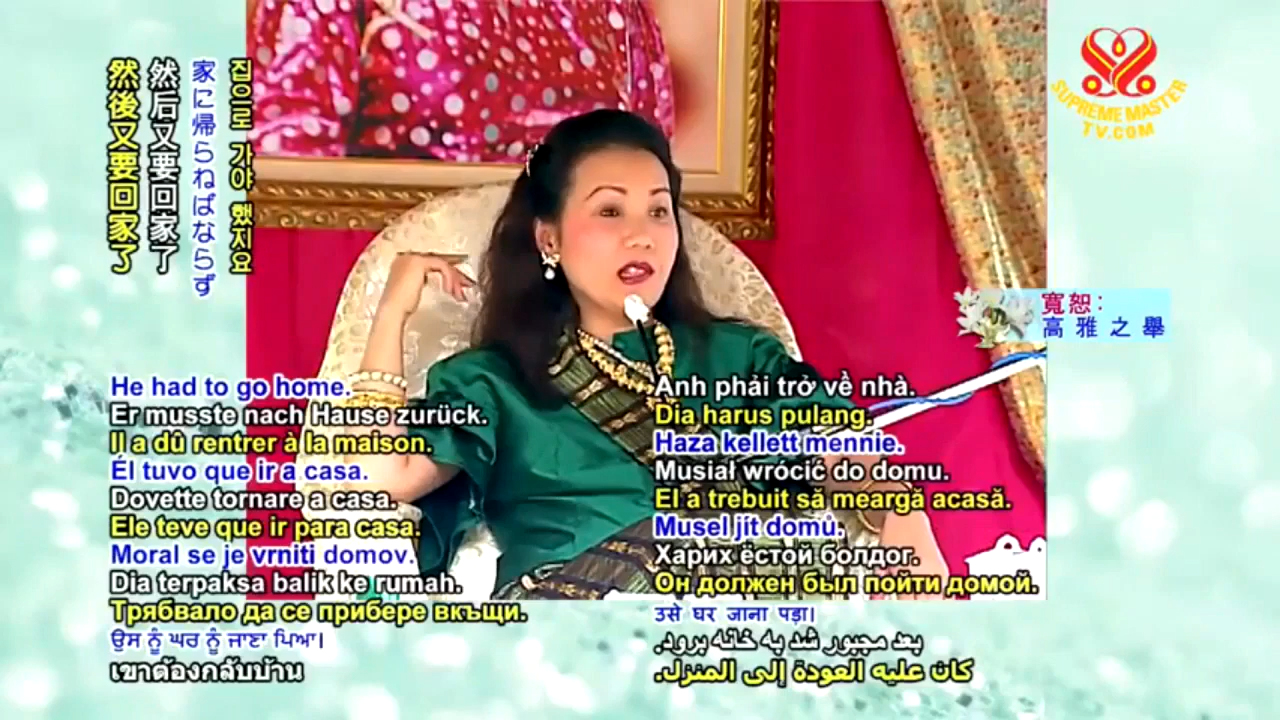 集으로 가야 했지요
家に帰らねばならず
然后又要回家了
然後又要回家了
SUPREME MASTER
TV.COM
寬恕：
高雅之舉
He had to go home.
Er musste nach Hause zurück.
Il a dû rentrer à la maison.
Él tuvo que ir a casa.
Dovette tornare a casa.
Ele teve que ir para casa.
Moral se je vrniti domov.
Dia terpaksa balik ke rumah.
Трябвало да се прибере вкъщи.
ਉਸ ਨੂੰ ਘਰ ਨੂੰ ਜਾਣਾ ਪਿਆ।
เขาต้องกลับบ้าน
Anh phải trở về nhà.
Dia harus pulang.
Haza kellett mennie.
Musiał wrócić do domu.
El a trebuit să meargă acasă.
Musel jít domů.
Харих ёстой болдог.
Он должен был пойти домой.
उसे घर जाना पड़ा।
بعد مجبور شد به خانه برود.
كان عليه العودة إلى المنزل.